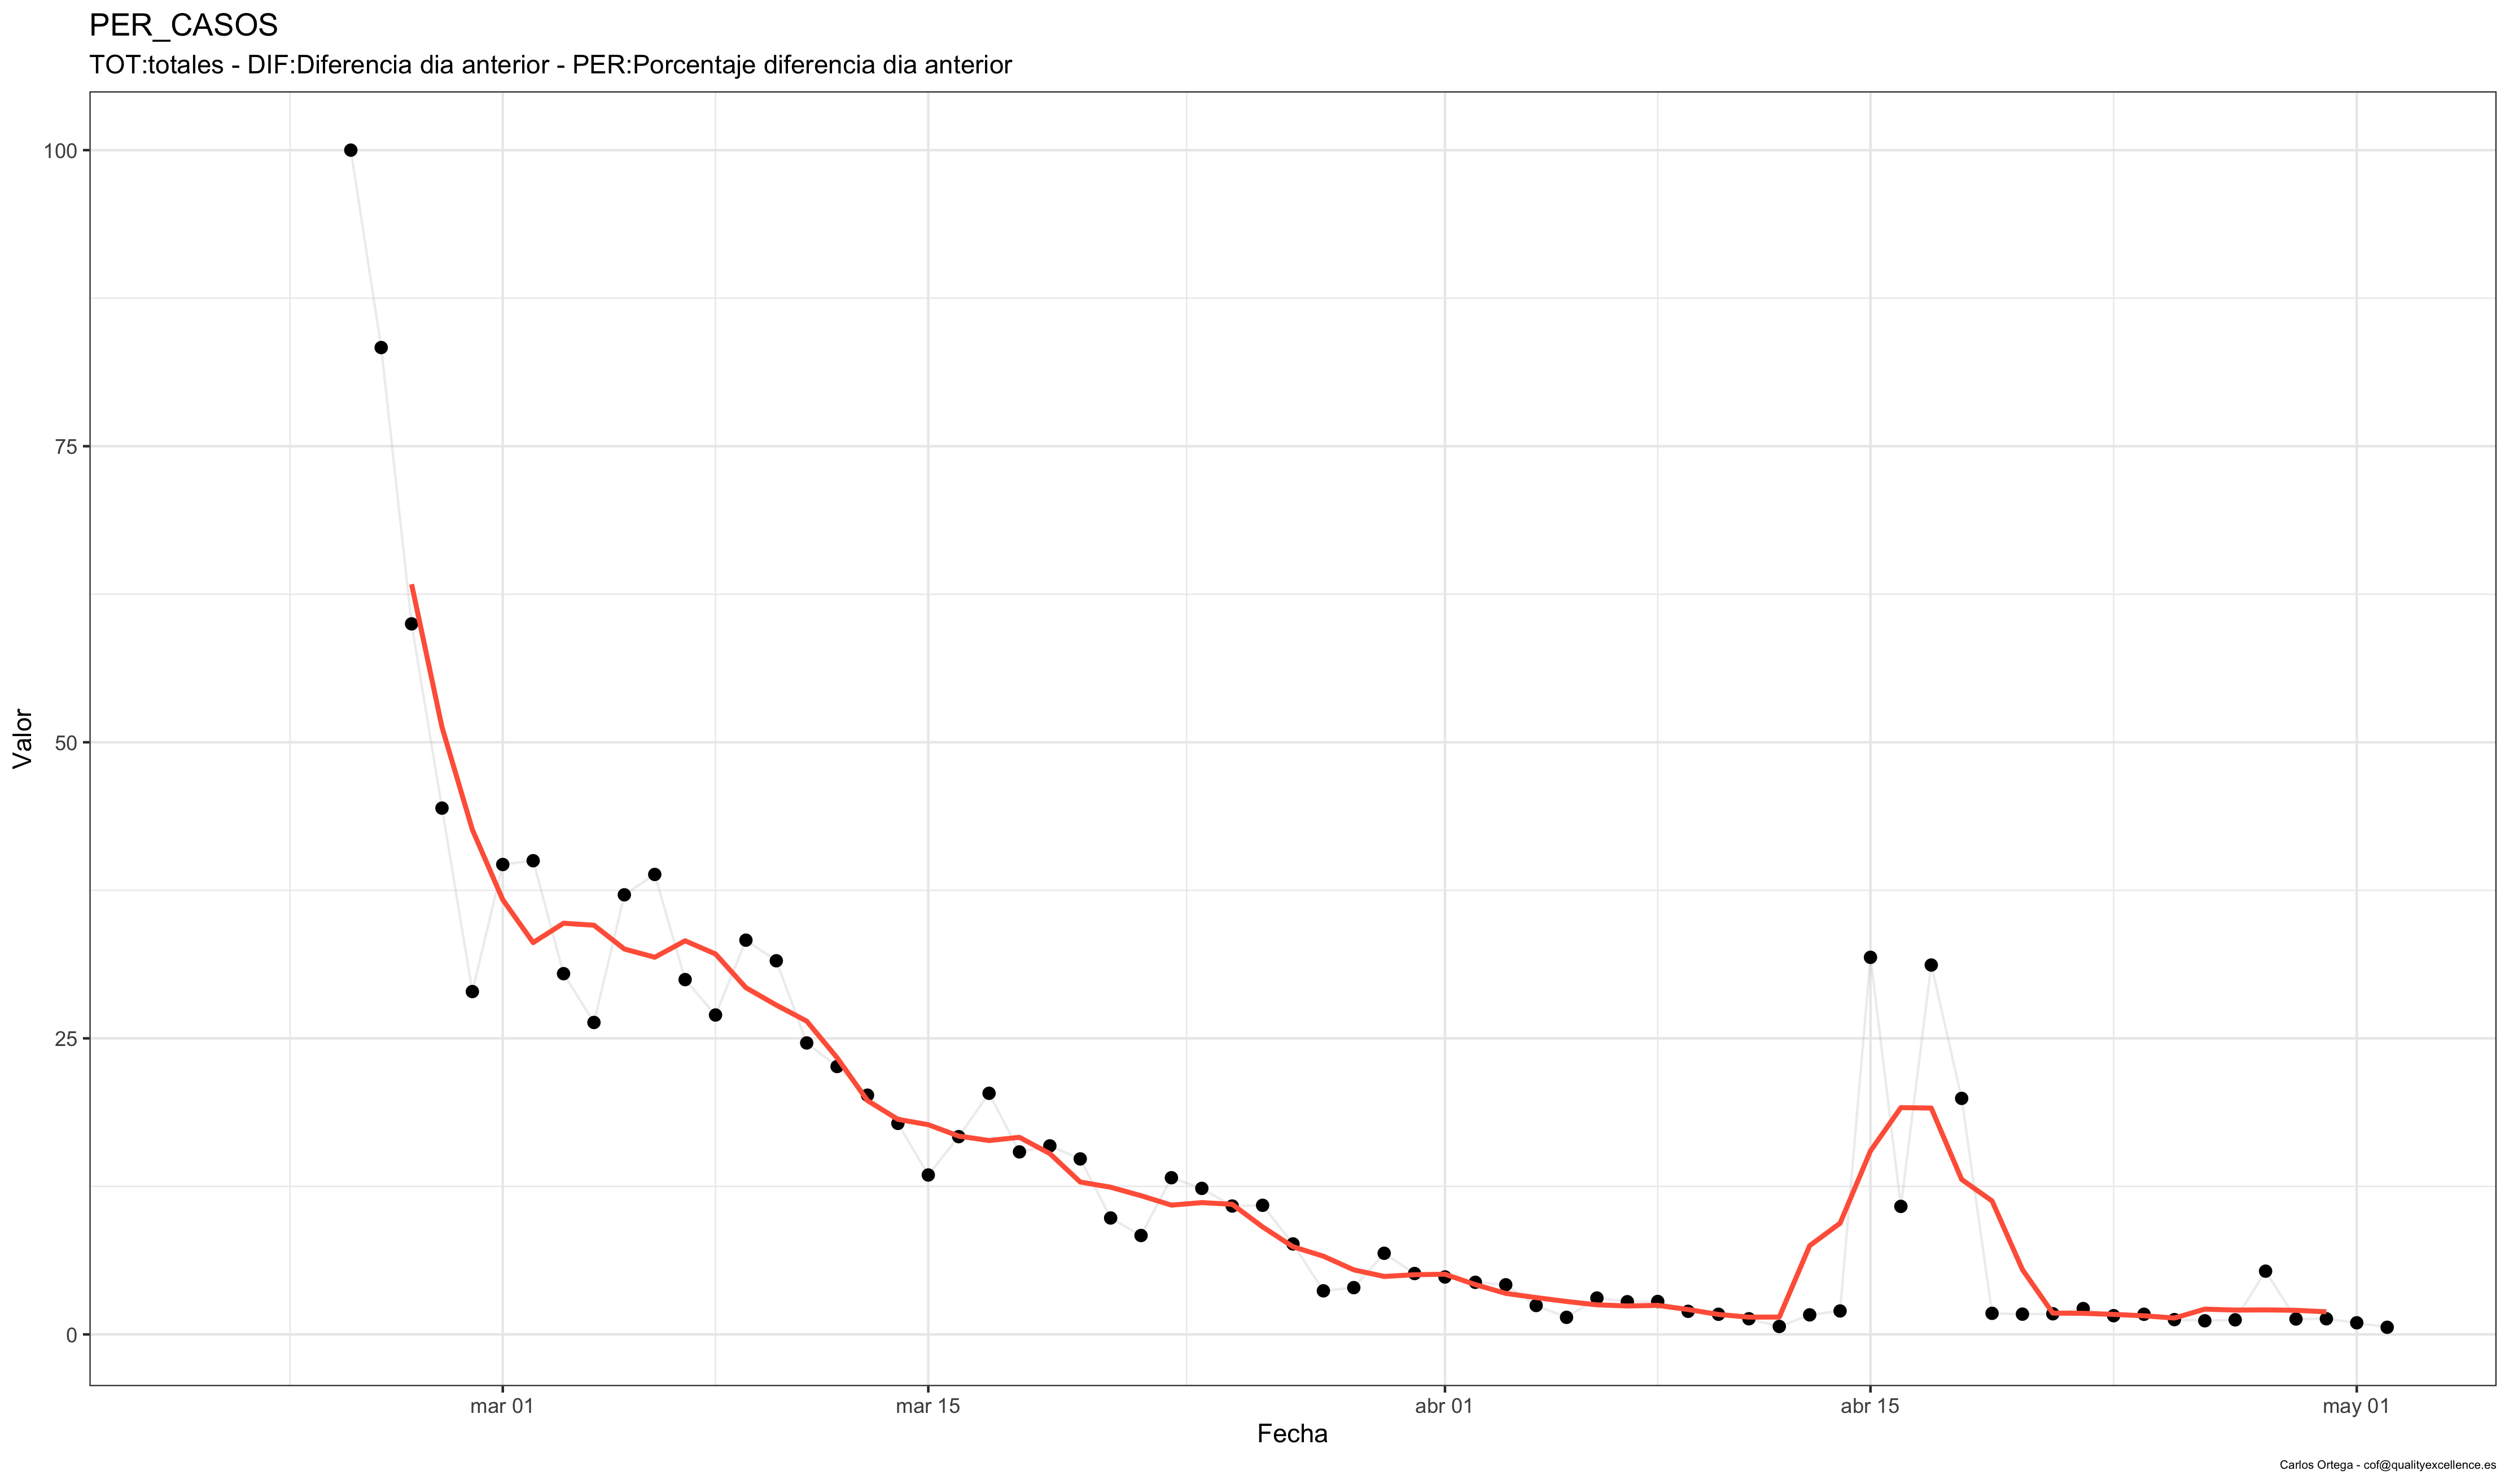 PER_CASOS
TOT:totales - DIF:Diferencia dia anterior - PER:Porcentaje diferencia dia anterior
100
75
50
25
0
Valor
mar 01
mar 15
abr 01
abr 15
may 01
Fecha
Carlos Ortega - cof@qualityexcellence.es